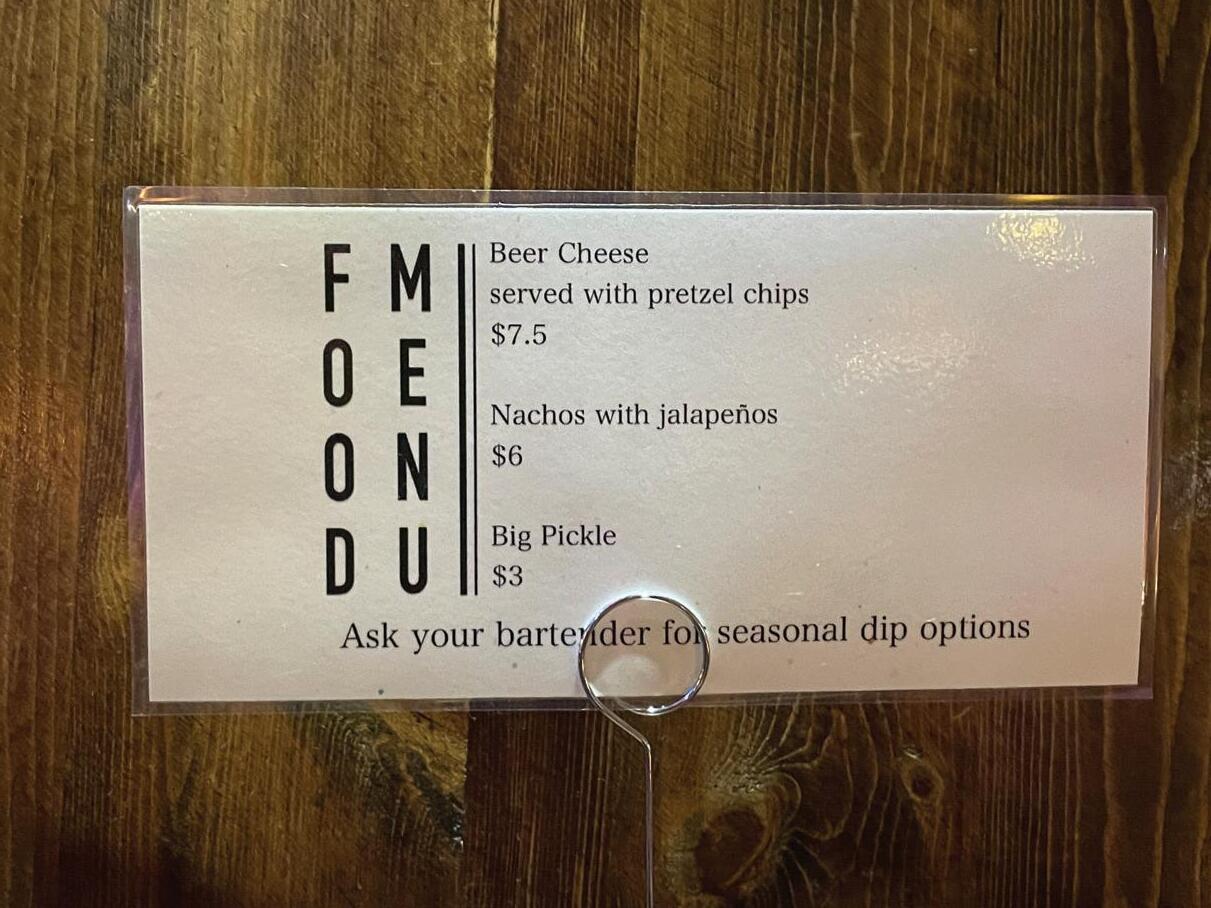 FOOD MENU
Beer Cheese
served with pretzel chips
$7.5
Nachos with jalapeños
$6
Big Pickle
$3
Ask your bartender for seasonal dip options